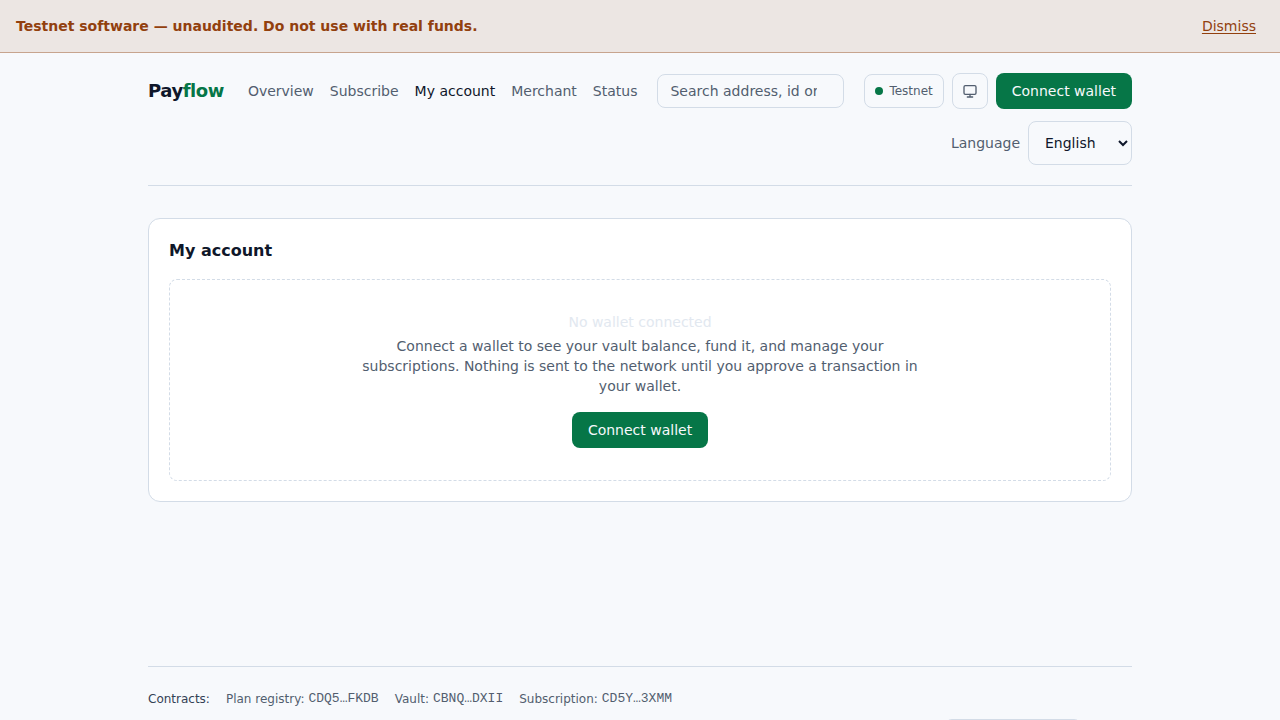 Testnet software — unaudited. Do not use with real funds. Dismiss
Payflow Overview Subscribe My account Merchant Status Search address, id or Testnet Connect wallet
Language English
My account
No wallet connected
Connect a wallet to see your vault balance, fund it, and manage your
subscriptions. Nothing is sent to the network until you approve a transaction in
your wallet.
Connect wallet
Contracts: Plan registry: CDQ5…FKDB Vault: CBNQ…DXII Subscription: CD5Y…3XMM